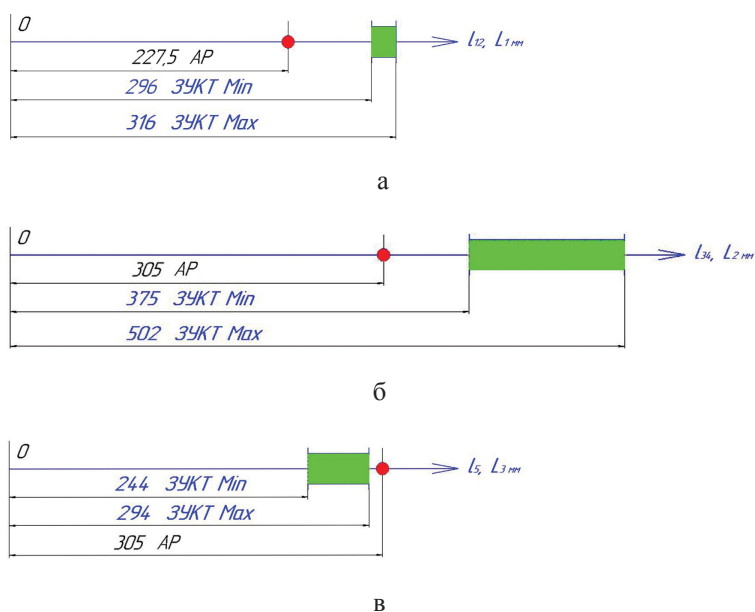 0
l₁₂, L₁ мм
227,5 АР
296 ЗУКТ Min
316 ЗУКТ Max
а
0
l₃₄, L₂ мм
305 АР
375 ЗУКТ Min
502 ЗУКТ Max
б
0
l₅, L₃ мм
244 ЗУКТ Min
294 ЗУКТ Max
305 АР
в